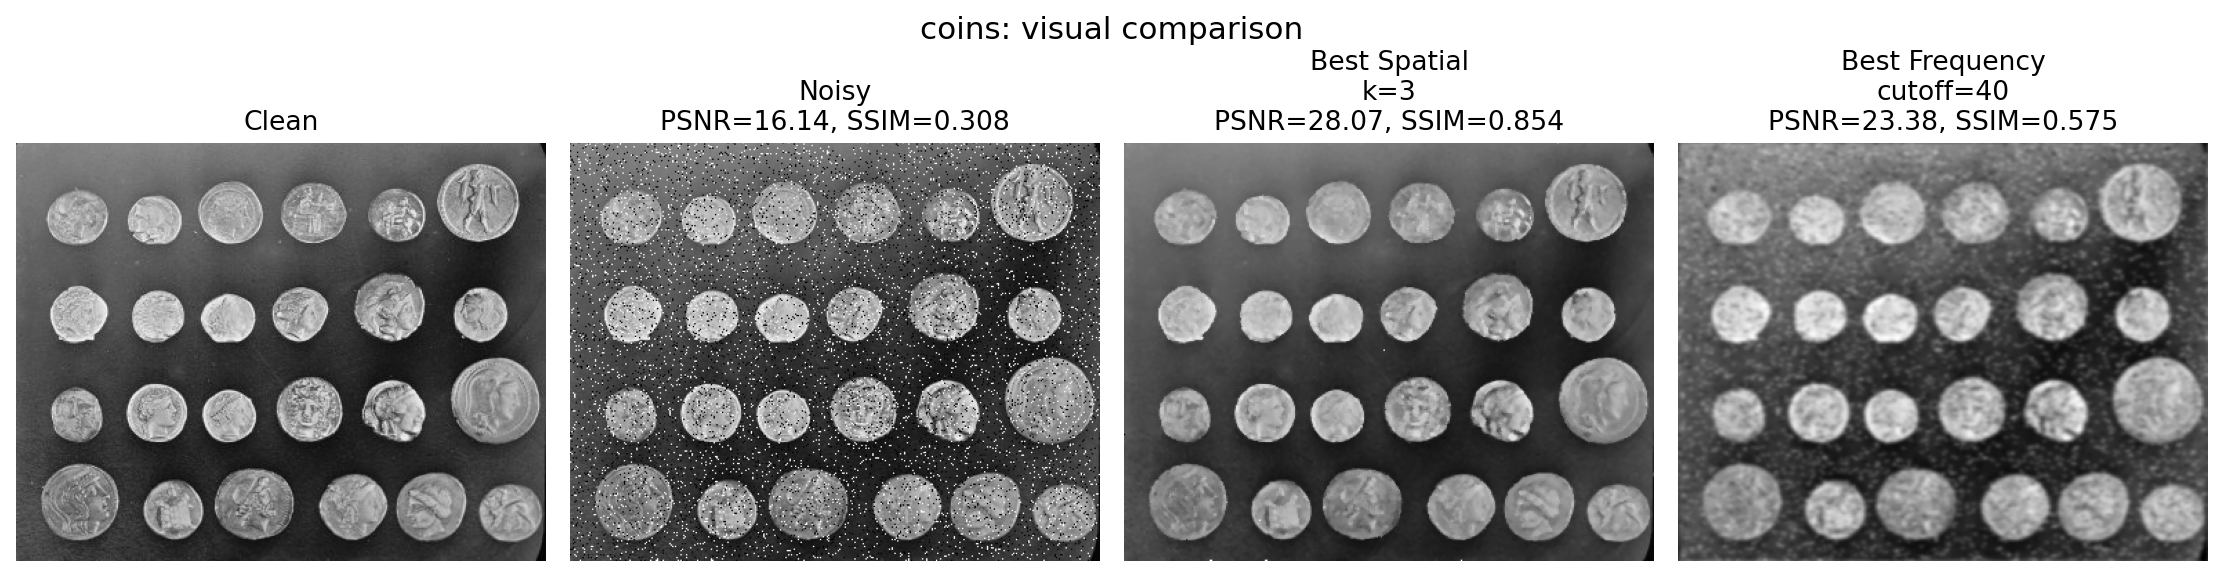 coins: visual comparison
Clean
Noisy
PSNR=16.14, SSIM=0.308
Best Spatial
k=3
PSNR=28.07, SSIM=0.854
Best Frequency
cutoff=40
PSNR=23.38, SSIM=0.575